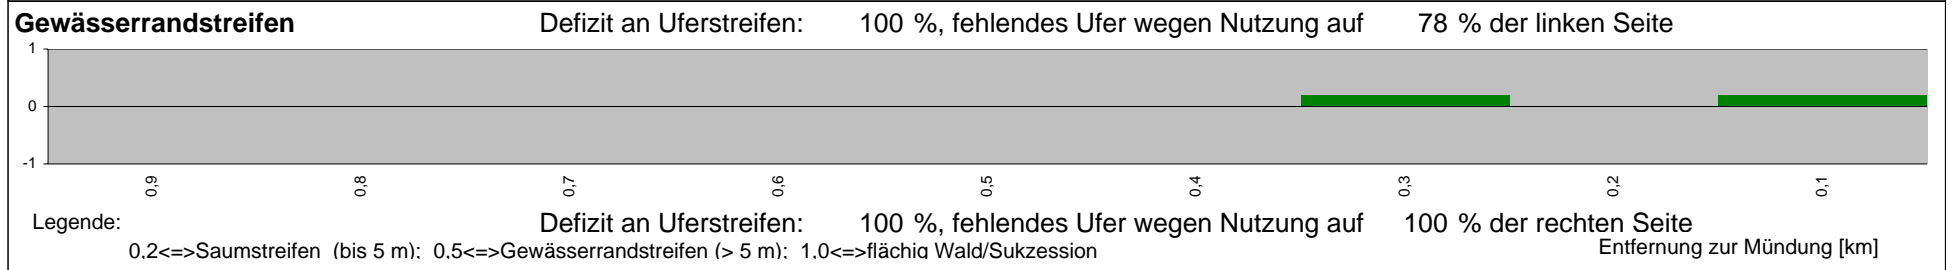 Gewässerrandstreifen Defizit an Uferstreifen: 100 %, fehlendes Ufer wegen Nutzung auf 78 % der linken Seite
1
0
-1
0,9 0,8 0,7 0,6 0,5 0,4 0,3 0,2 0,1
Legende: Defizit an Uferstreifen: 100 %, fehlendes Ufer wegen Nutzung auf 100 % der rechten Seite
0,2<=>Saumstreifen (bis 5 m); 0,5<=>Gewässerrandstreifen (> 5 m); 1,0<=>flächig Wald/Sukzession Entfernung zur Mündung [km]